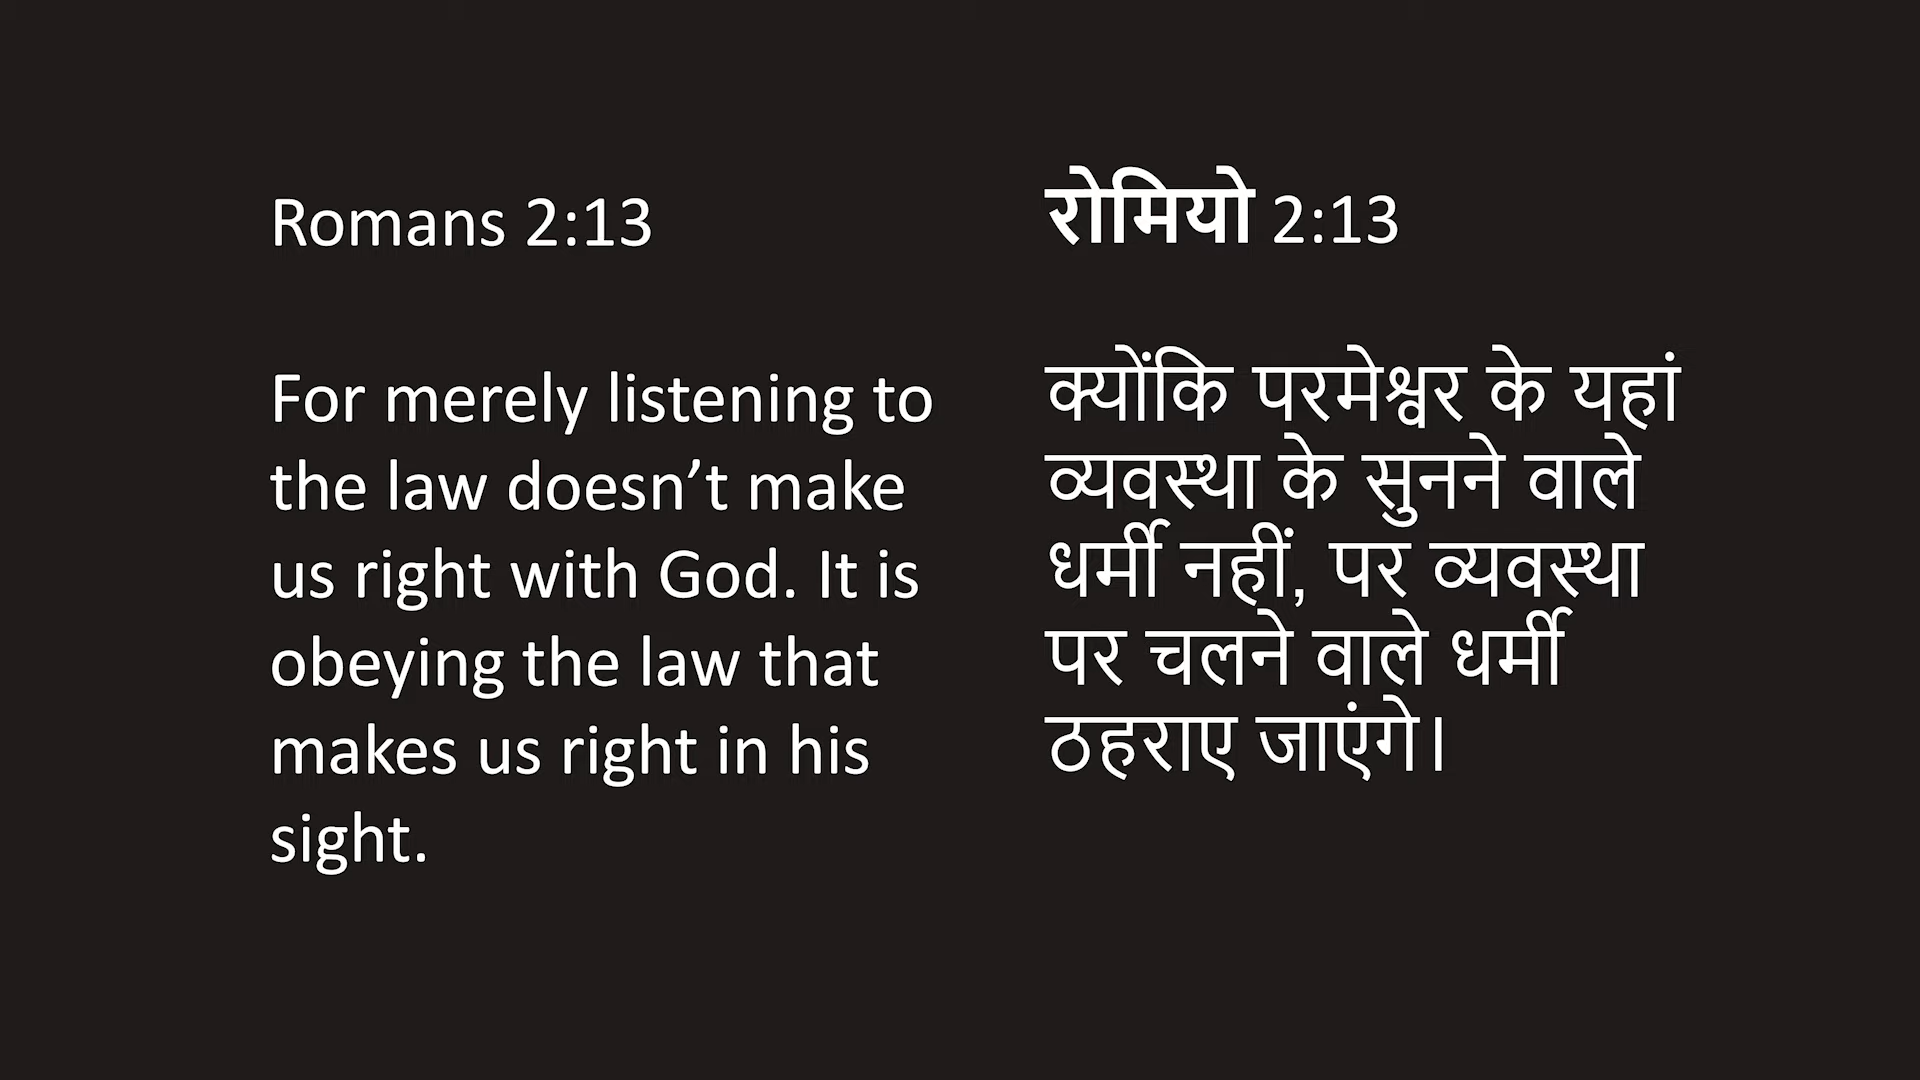 Romans 2:13
For merely listening to
the law doesn’t make
us right with God. It is
obeying the law that
makes us right in his
sight.
रोमियो 2:13
क्योंकि परमेश्वर के यहां
व्यवस्था के सुनने वाले
धर्मी नहीं, पर व्यवस्था
पर चलने वाले धर्मी
ठहराए जाएंगे।